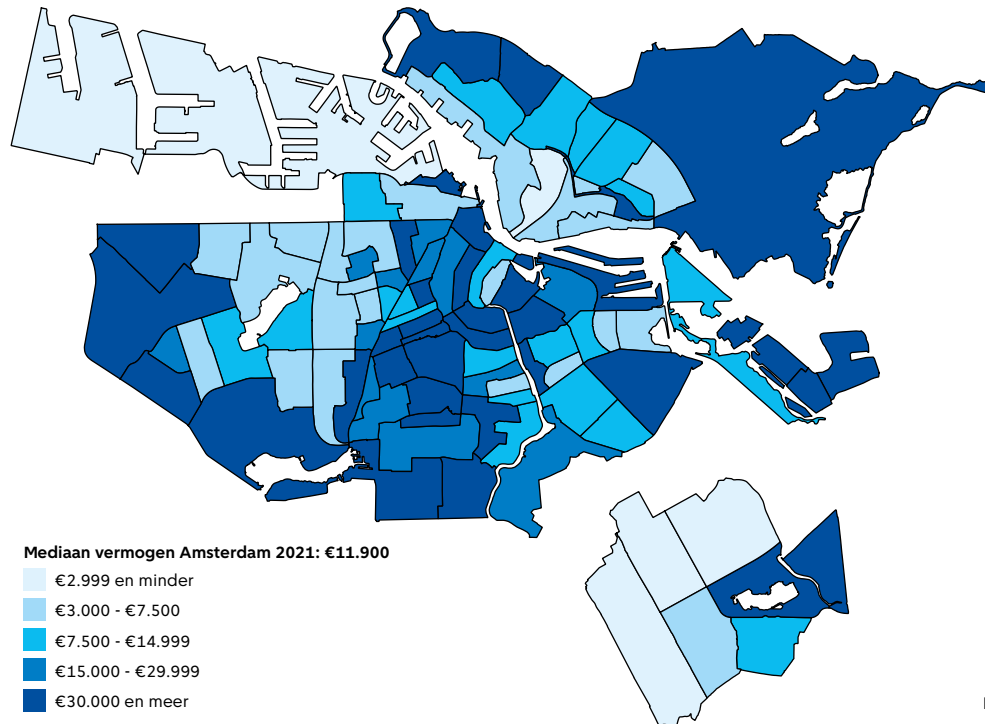 Mediaan vermogen Amsterdam 2021: €11.900
€2.999 en minder
€3.000 - €7.500
€7.500 - €14.999
€15.000 - €29.999
€30.000 en meer